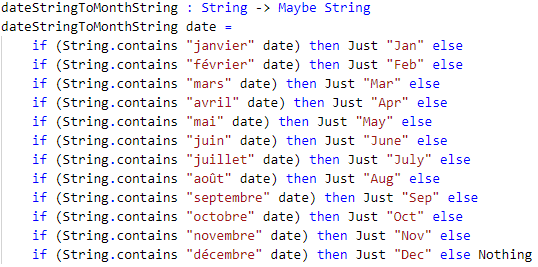 dateStringToMonthString : String -> Maybe String
dateStringToMonthString date =
    if (String.contains "janvier" date) then Just "Jan" else
    if (String.contains "février" date) then Just "Feb" else
    if (String.contains "mars" date) then Just "Mar" else
    if (String.contains "avril" date) then Just "Apr" else
    if (String.contains "mai" date) then Just "May" else
    if (String.contains "juin" date) then Just "June" else
    if (String.contains "juillet" date) then Just "July" else
    if (String.contains "août" date) then Just "Aug" else
    if (String.contains "septembre" date) then Just "Sep" else
    if (String.contains "octobre" date) then Just "Oct" else
    if (String.contains "novembre" date) then Just "Nov" else
    if (String.contains "décembre" date) then Just "Dec" else Nothing